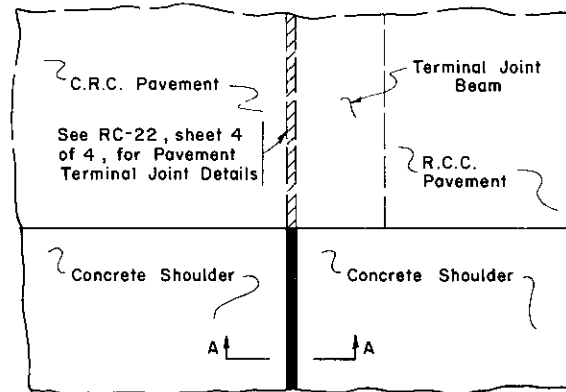 C.R.C. Pavement
See RC-22, sheet 4
of 4, for Pavement
Terminal Joint Details
Terminal Joint
Beam
R.C.C.
Pavement
Concrete Shoulder
Concrete Shoulder
A
A